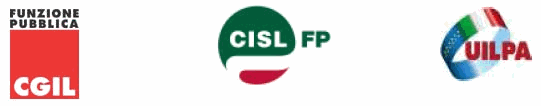 FUNZIONE
PUBBLICA
CGIL
CISL FP
UILPA